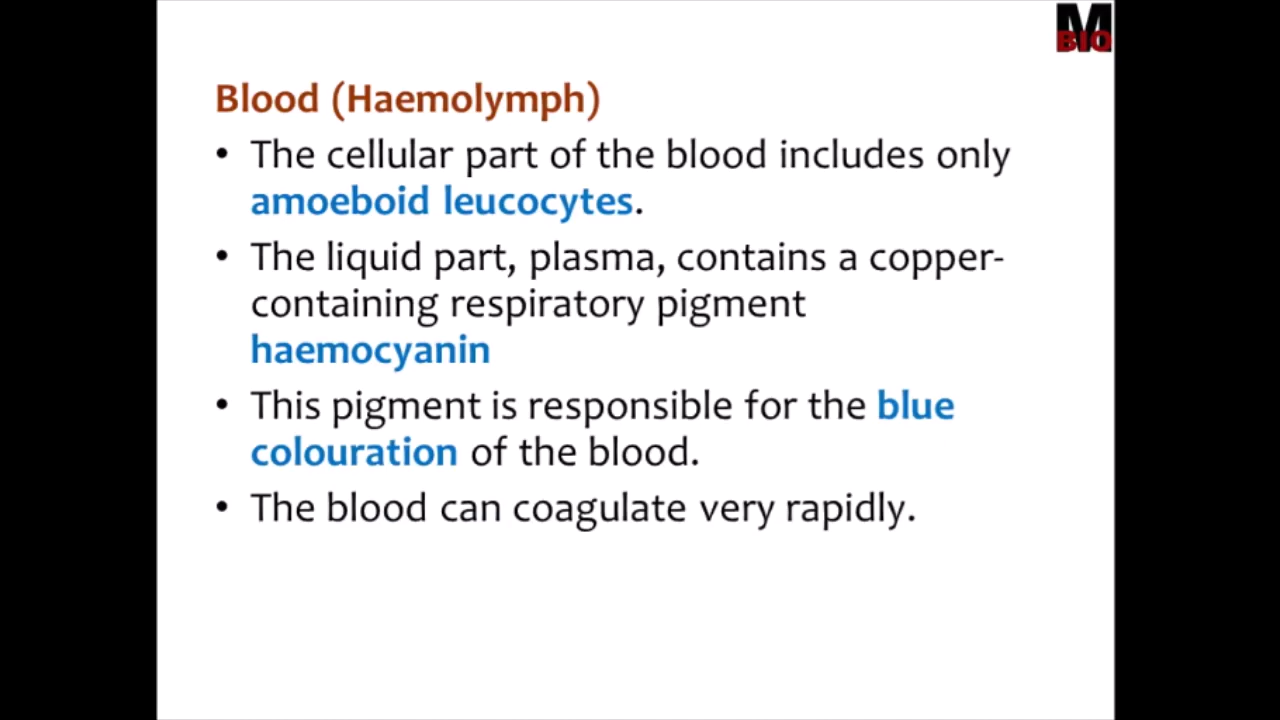 M
BIO
Blood (Haemolymph)
• The cellular part of the blood includes only
amoeboid leucocytes.
• The liquid part, plasma, contains a copper-
containing respiratory pigment
haemocyanin
• This pigment is responsible for the blue
colouration of the blood.
• The blood can coagulate very rapidly.